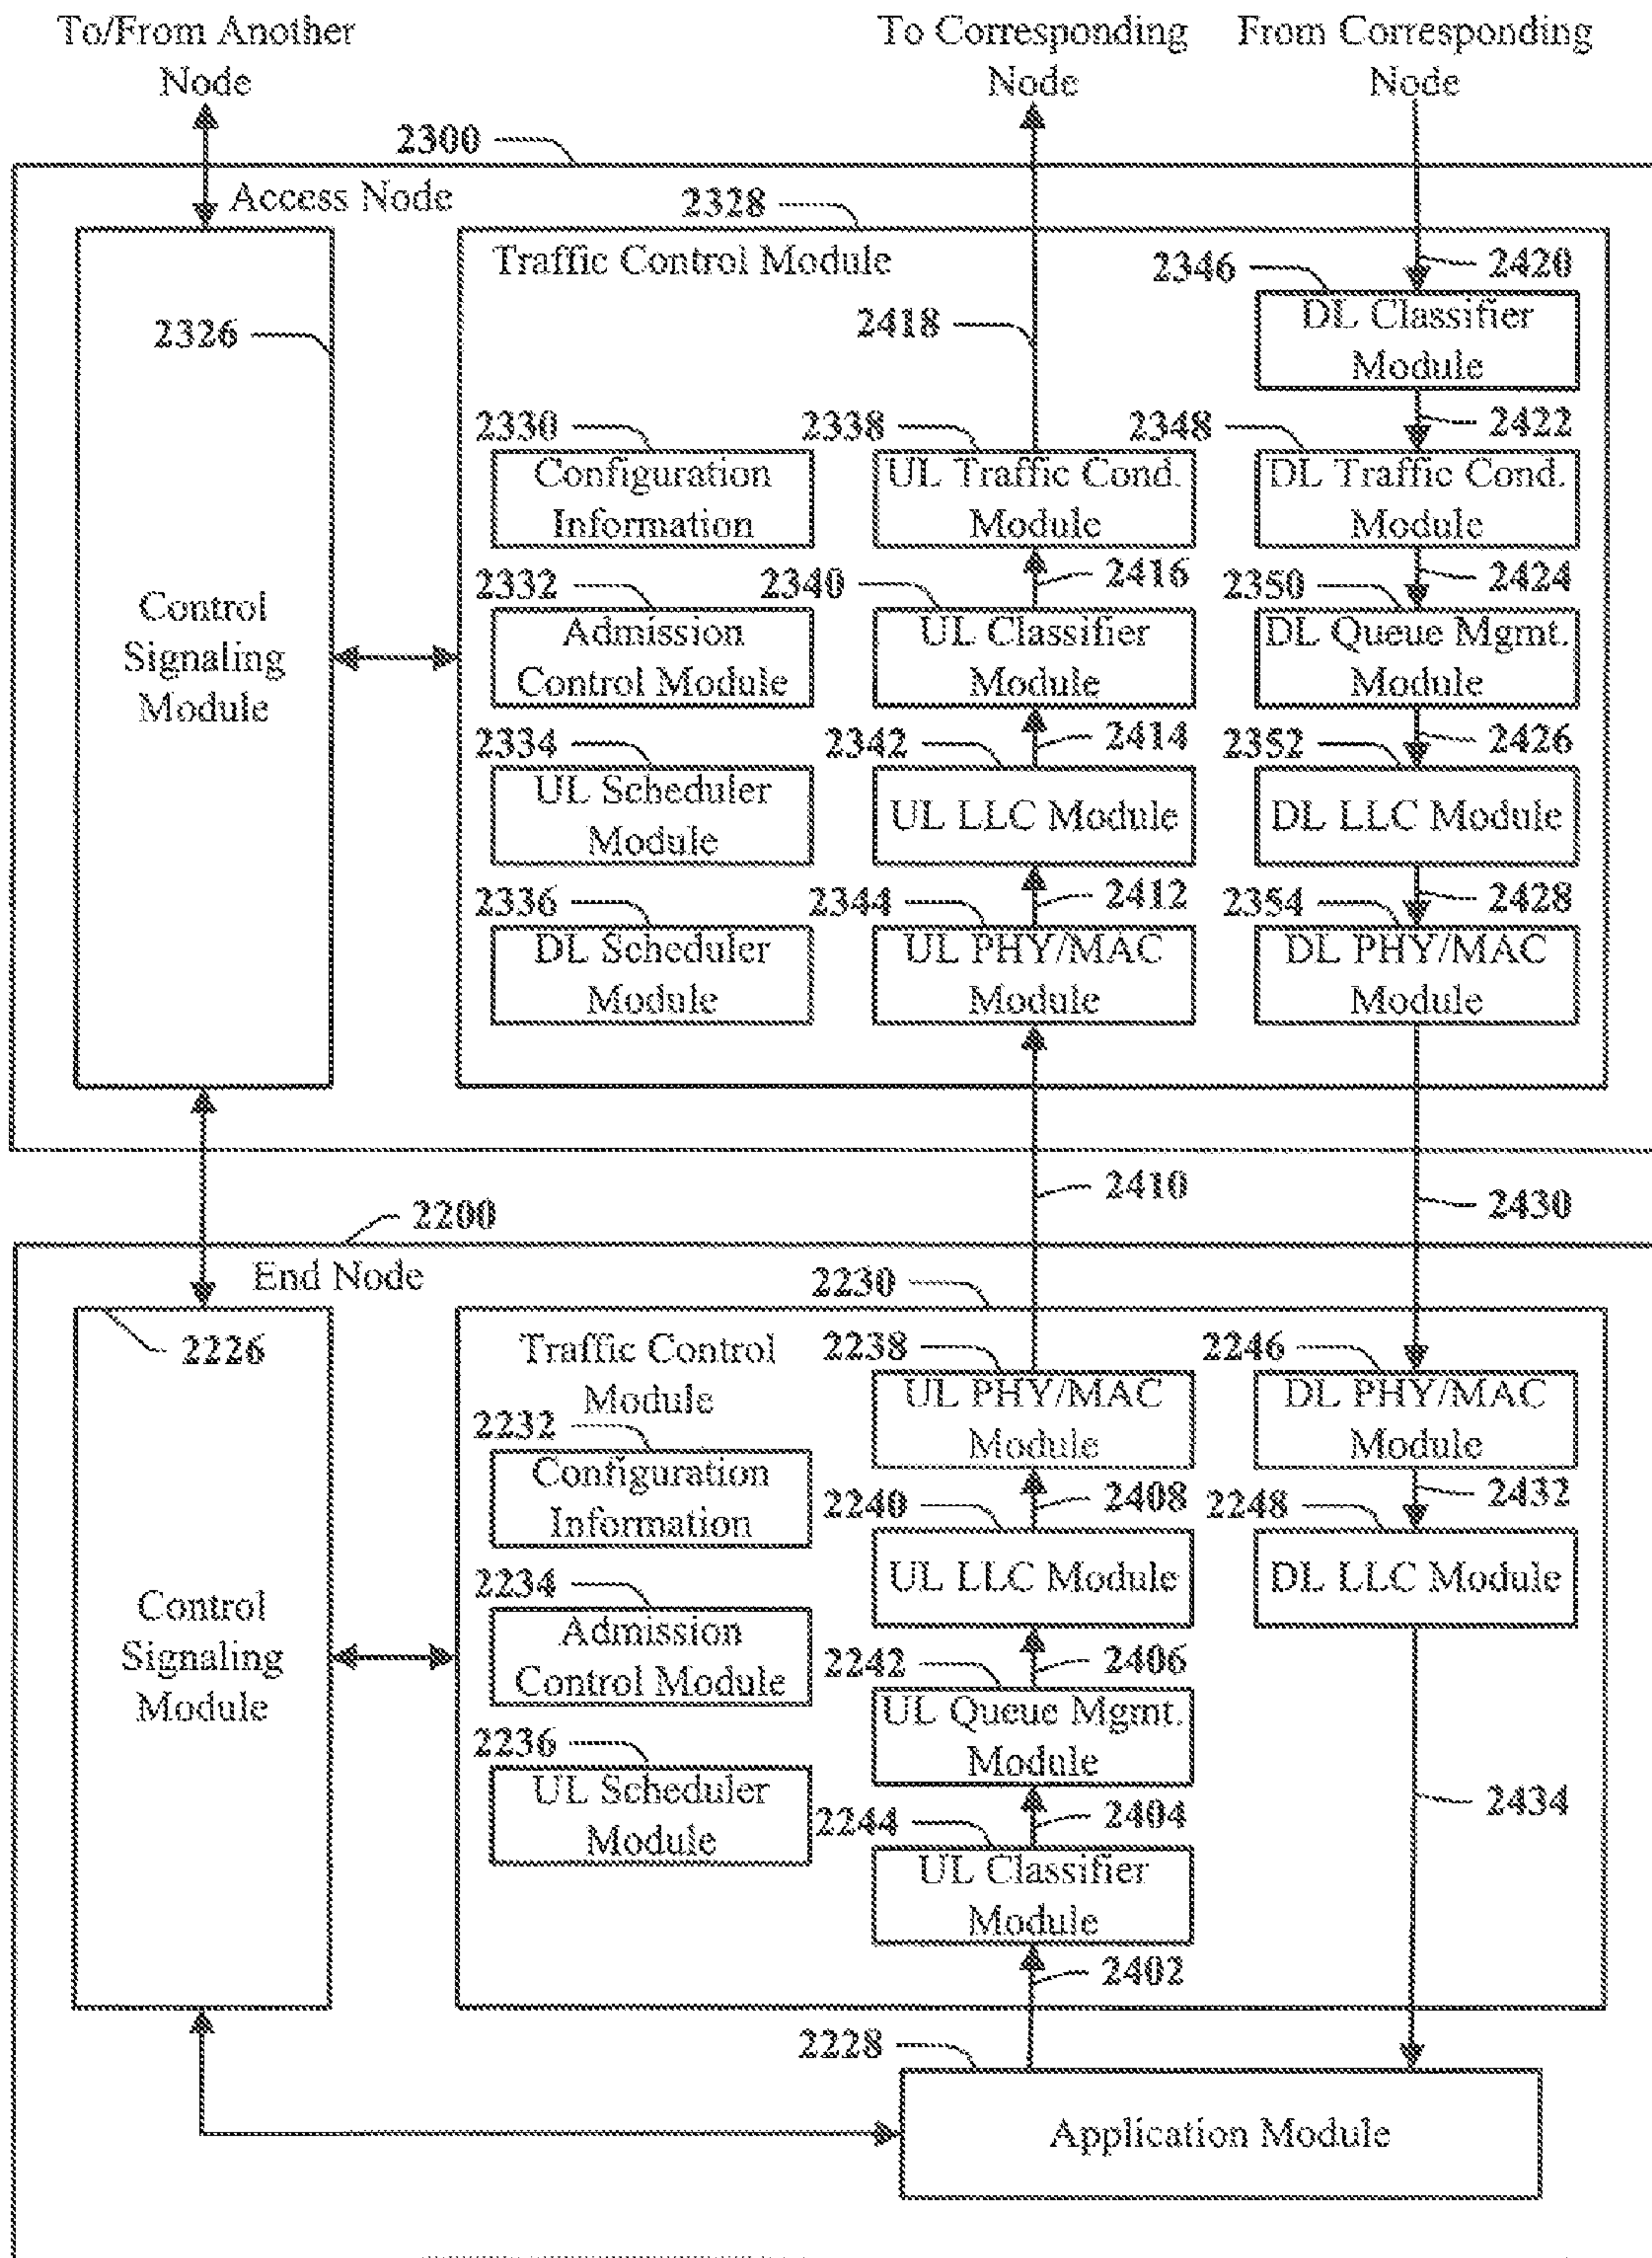 To/From Another
Node
To Corresponding
Node
From Corresponding
Node
2300
Access Node
2328
Traffic Control Module
2326
Control
Signaling
Module
2418
2346
2420
DL Classifier
Module
2422
2330
Configuration
Information
2338
UL Traffic Cond.
Module
2348
DL Traffic Cond.
Module
2416
2424
2332
Admission
Control Module
2340
UL Classifier
Module
2350
DL Queue Mgmt.
Module
2414
2426
2334
UL Scheduler
Module
2342
UL LLC Module
2352
DL LLC Module
2412
2428
2336
DL Scheduler
Module
2344
UL PHY/MAC
Module
2354
DL PHY/MAC
Module
2410
2430
2200
End Node
2230
2226
Control
Signaling
Module
Traffic Control
Module
2232
Configuration
Information
2238
UL PHY/MAC
Module
2246
DL PHY/MAC
Module
2408
2432
2234
Admission
Control Module
2240
UL LLC Module
2248
DL LLC Module
2406
2242
UL Queue Mgmt.
Module
2236
UL Scheduler
Module
2404
2434
2244
UL Classifier
Module
2402
2228
Application Module